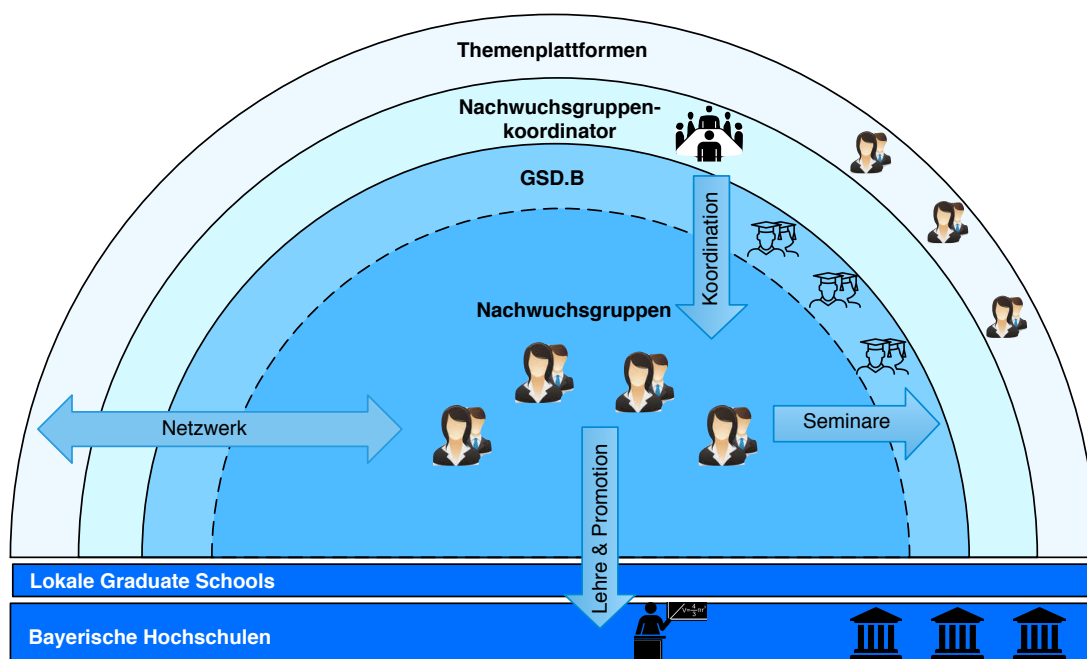 Themenplattformen
Nachwuchsgruppen-
koordinator
GSD.B
Koordination
Nachwuchsgruppen
Netzwerk
Seminare
Lehre & Promotion
Lokale Graduate Schools
Bayerische Hochschulen